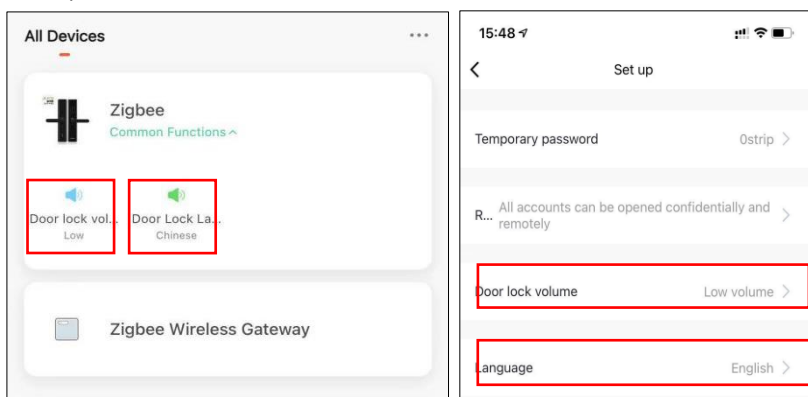 All Devices
Zigbee
Common Functions
Door lock vol...
Low
Door Lock La...
Chinese
Zigbee Wireless Gateway
15:48
Set up
Temporary password
0strip
R...
All accounts can be opened confidentially and
remotely
Door lock volume
Low volume
Language
English